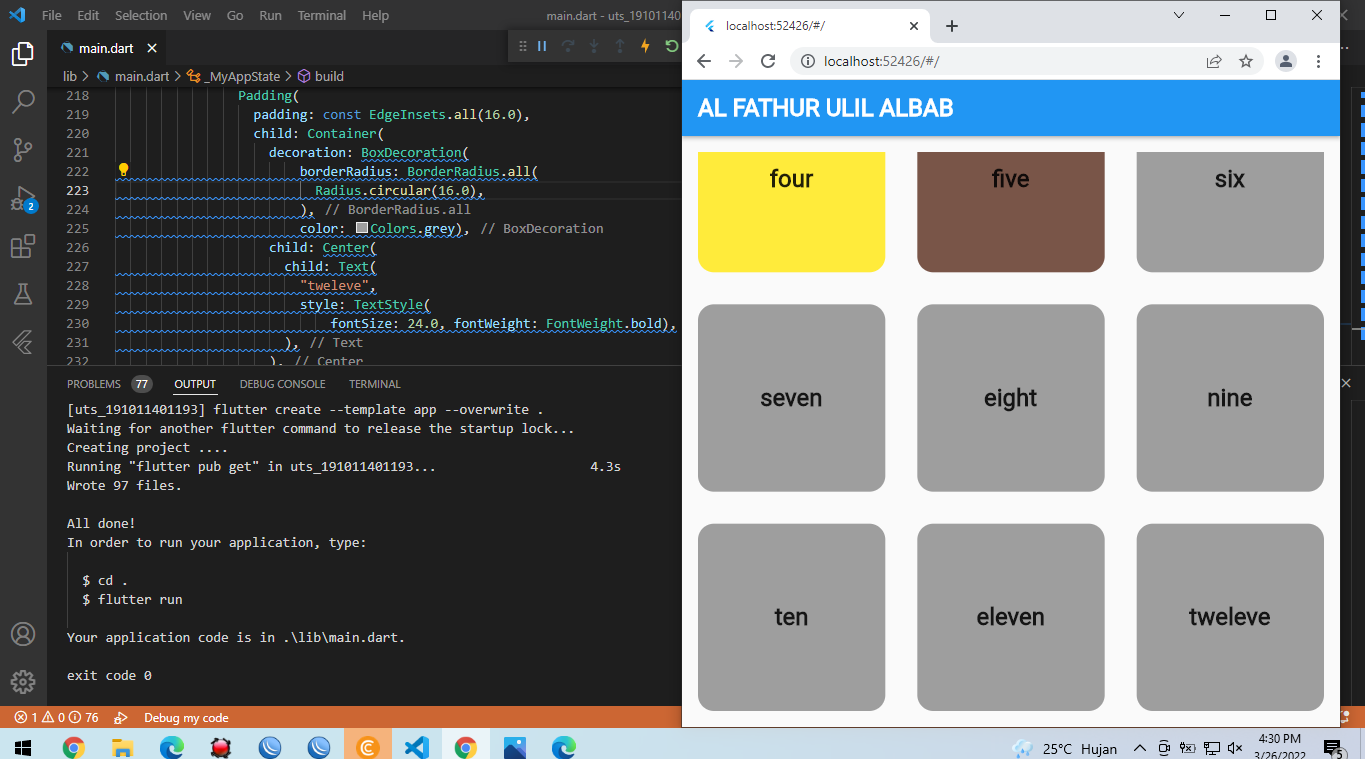 File Edit Selection View Go Run Terminal Help main.dart - uts_19101140
main.dart
lib > main.dart > _MyAppState > build
218 Padding(
219 padding: const EdgeInsets.all(16.0),
220 child: Container(
221 decoration: BoxDecoration(
222 borderRadius: BorderRadius.all(
223 Radius.circular(16.0),
224 ), // BorderRadius.all
225 color: Colors.grey), // BoxDecoration
226 child: Center(
227 child: Text(
228 "tweleve",
229 style: TextStyle(
230 fontSize: 24.0, fontWeight: FontWeight.bold),
231 ), // Text
232 ), // Center
2
PROBLEMS 77 OUTPUT DEBUG CONSOLE TERMINAL
[uts_191011401193] flutter create --template app --overwrite .
Waiting for another flutter command to release the startup lock...
Creating project ....
Running "flutter pub get" in uts_191011401193... 4.3s
Wrote 97 files.
All done!
In order to run your application, type:
$ cd .
$ flutter run
Your application code is in .\lib\main.dart.
exit code 0
1 0 76 Debug my code
localhost:52426/#/
localhost:52426/#/
AL FATHUR ULIL ALBAB
four five six
seven eight nine
ten eleven tweleve
25°C Hujan
4:30 PM
3/26/2022
5